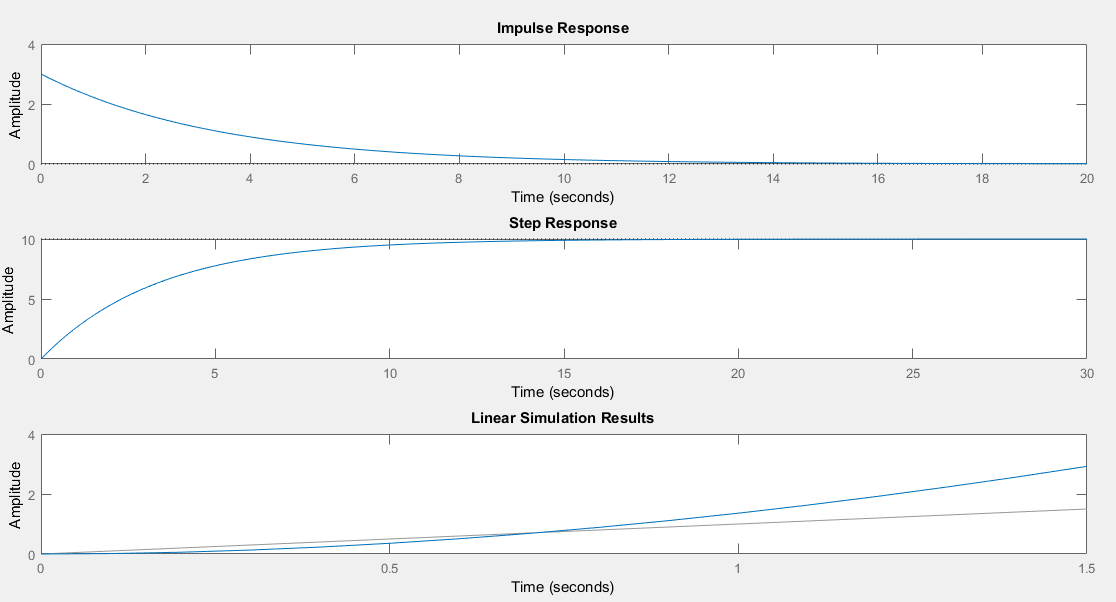 Impulse Response
Amplitude
4
2
0
0 2 4 6 8 10 12 14 16 18 20
Time (seconds)
Step Response
Amplitude
10
5
0
0 5 10 15 20 25 30
Time (seconds)
Linear Simulation Results
Amplitude
4
2
0
0 0.5 1 1.5
Time (seconds)